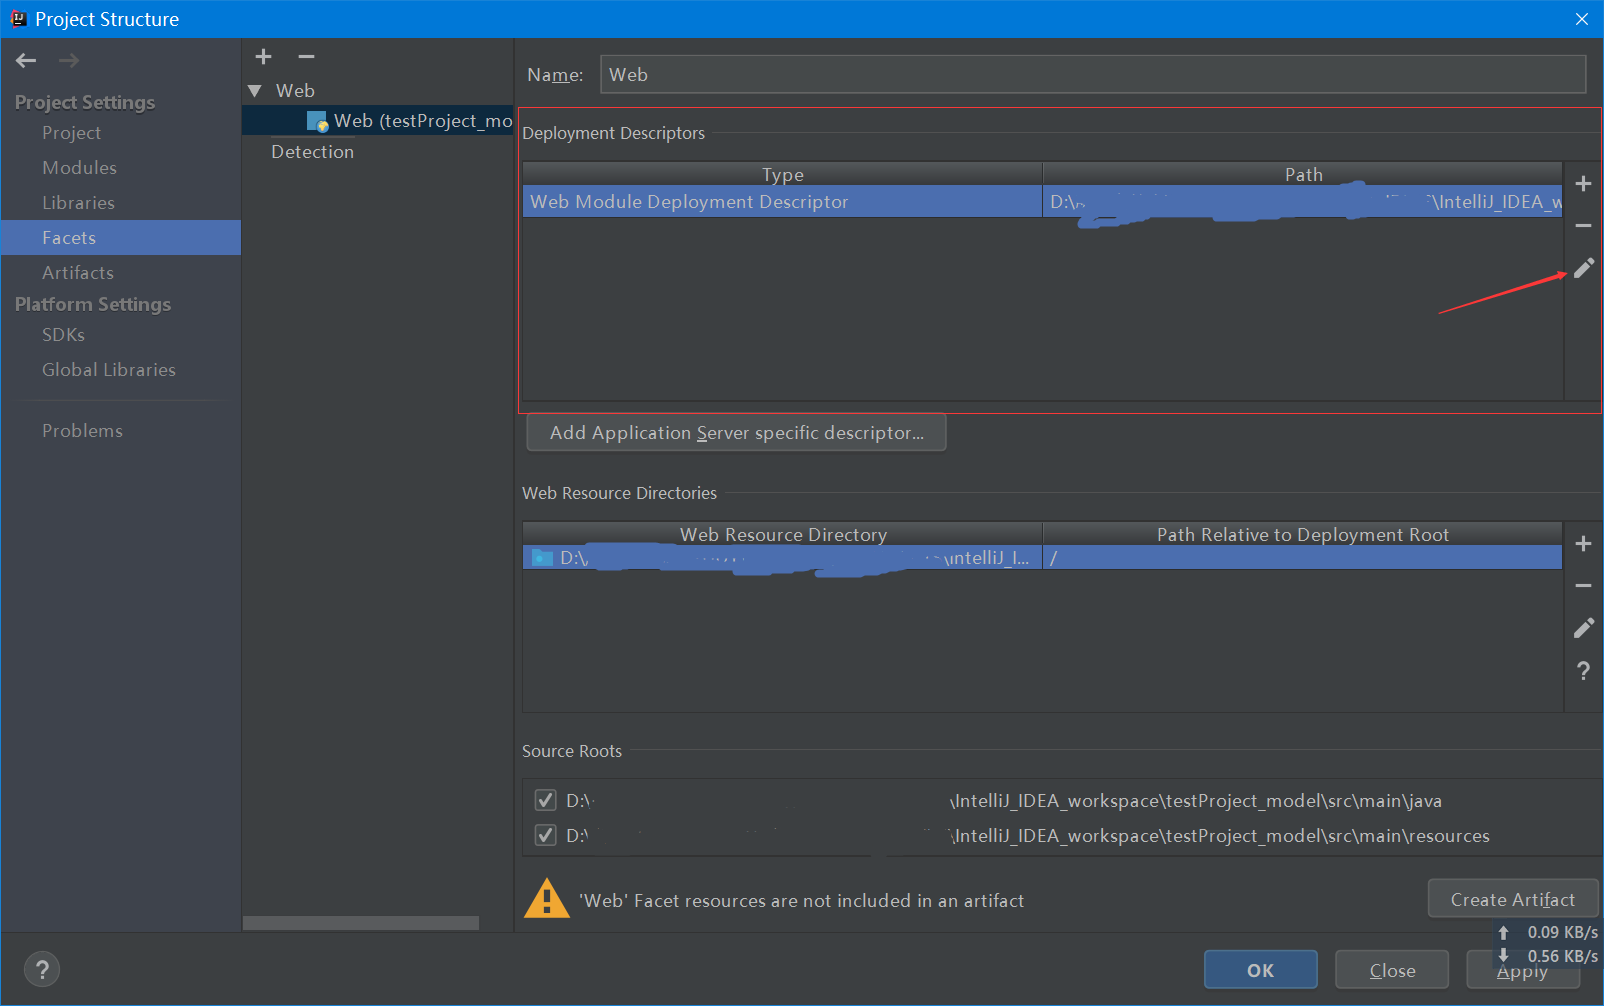 Project Structure
Project Settings
Project
Modules
Libraries
Facets
Artifacts
Platform Settings
SDKs
Global Libraries
Problems
Web
Web (testProject_mo
Detection
Name: Web
Deployment Descriptors
Type Path
Web Module Deployment Descriptor D:\ \IntelliJ_IDEA_w
Add Application Server specific descriptor...
Web Resource Directories
Web Resource Directory Path Relative to Deployment Root
D:\ \IntelliJ_I... /
Source Roots
D:\ \IntelliJ_IDEA_workspace\testProject_model\src\main\java
D:\ \IntelliJ_IDEA_workspace\testProject_model\src\main\resources
'Web' Facet resources are not included in an artifact
Create Artifact
0.09 KB/s
0.56 KB/s
?
OK Close Apply